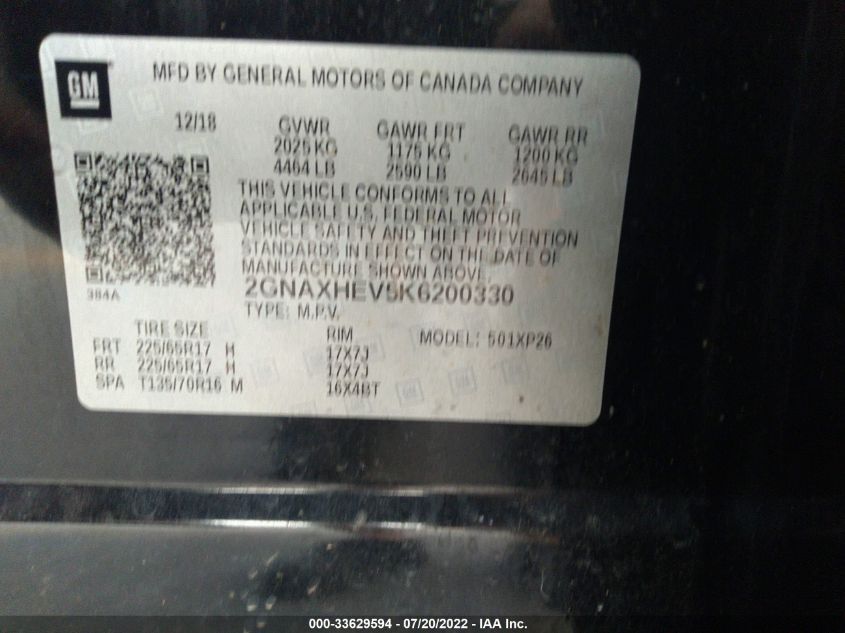 GM
MFD BY GENERAL MOTORS OF CANADA COMPANY
12/18 GVWR GAWR FRT GAWR RR
2025 KG 1175 KG 1200 KG
4464 LB 2590 LB 2645 LB
THIS VEHICLE CONFORMS TO ALL
APPLICABLE U.S. FEDERAL MOTOR
VEHICLE SAFETY AND THEFT PREVENTION
STANDARDS IN EFFECT ON THE DATE OF
MANUFACTURE SHOWN ABOVE.
384A
2GNAXHEV5K6200330
TYPE: M.P.V.
TIRE SIZE RIM MODEL: 501XP26
FRT 225/65R17 H 17X7J
RR 225/65R17 H 17X7J
SPA T135/70R16 M 16X4BT
000-33629594 - 07/20/2022 - IAA Inc.